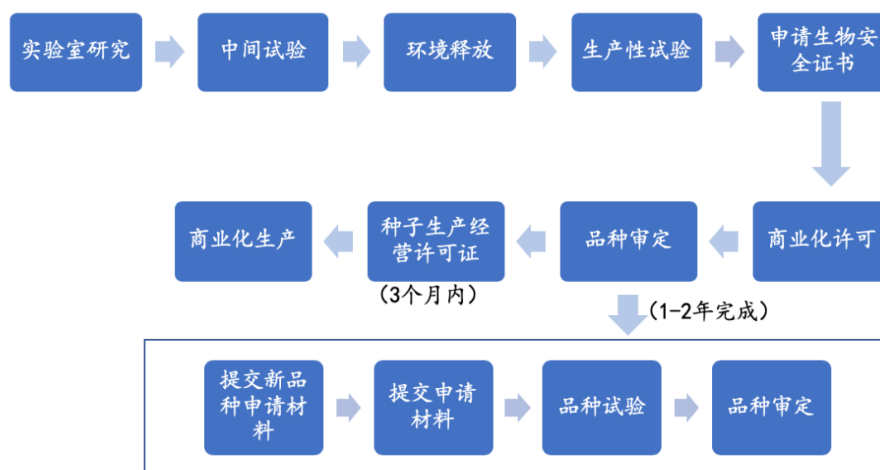 实验室研究
中间试验
环境释放
生产性试验
申请生物安
全证书
商业化许可
品种审定
种子生产经
营许可证
商业化生产
(3个月内)
(1-2年完成)
提交新品
种申请材
料
提交申请
材料
品种试验
品种审定